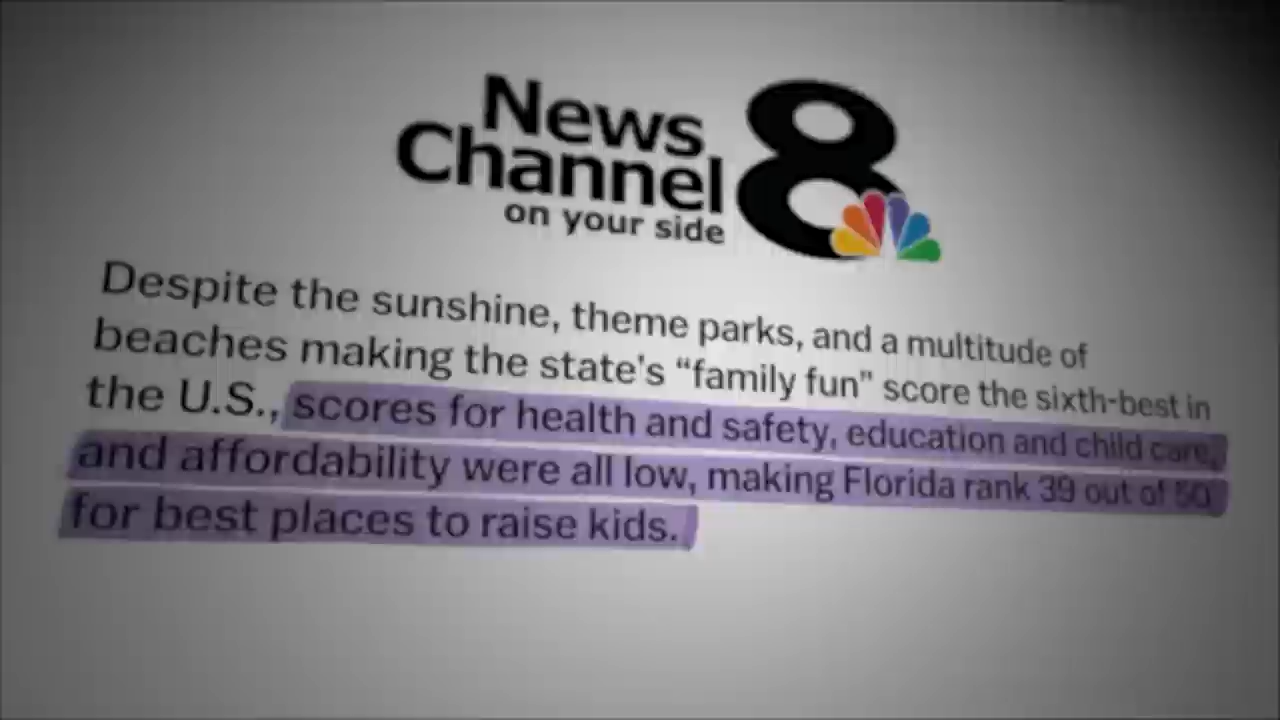 News
Channel
on your side
8
Despite the sunshine, theme parks, and a multitude of
beaches making the state's “family fun” score the sixth-best in
the U.S., scores for health and safety, education and child care,
and affordability were all low, making Florida rank 39 out of 50
for best places to raise kids.